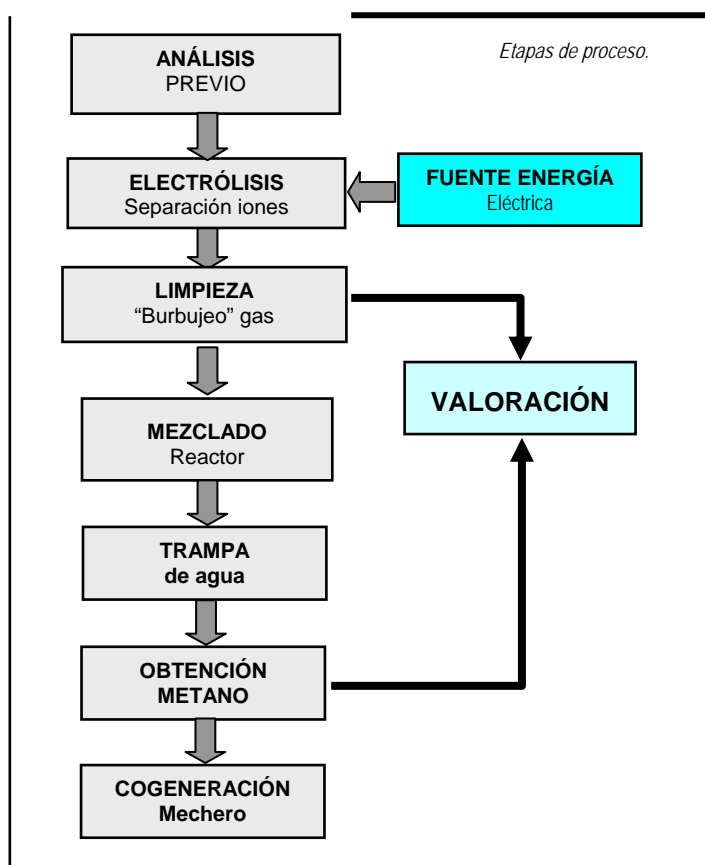 Etapas de proceso.
ANÁLISIS
PREVIO
ELECTRÓLISIS
Separación iones
FUENTE ENERGÍA
Eléctrica
LIMPIEZA
“Burbujeo” gas
VALORACIÓN
MEZCLADO
Reactor
TRAMPA
de agua
OBTENCIÓN
METANO
COGENERACIÓN
Mechero